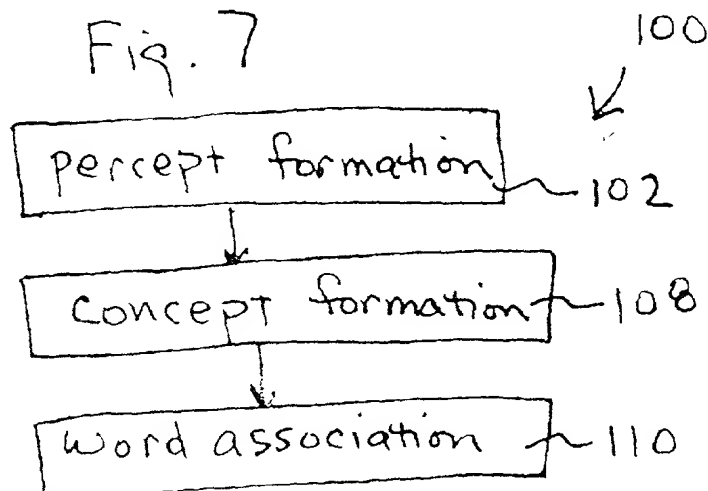 Fig. 7
100
percept formation
102
concept formation
108
word association
110